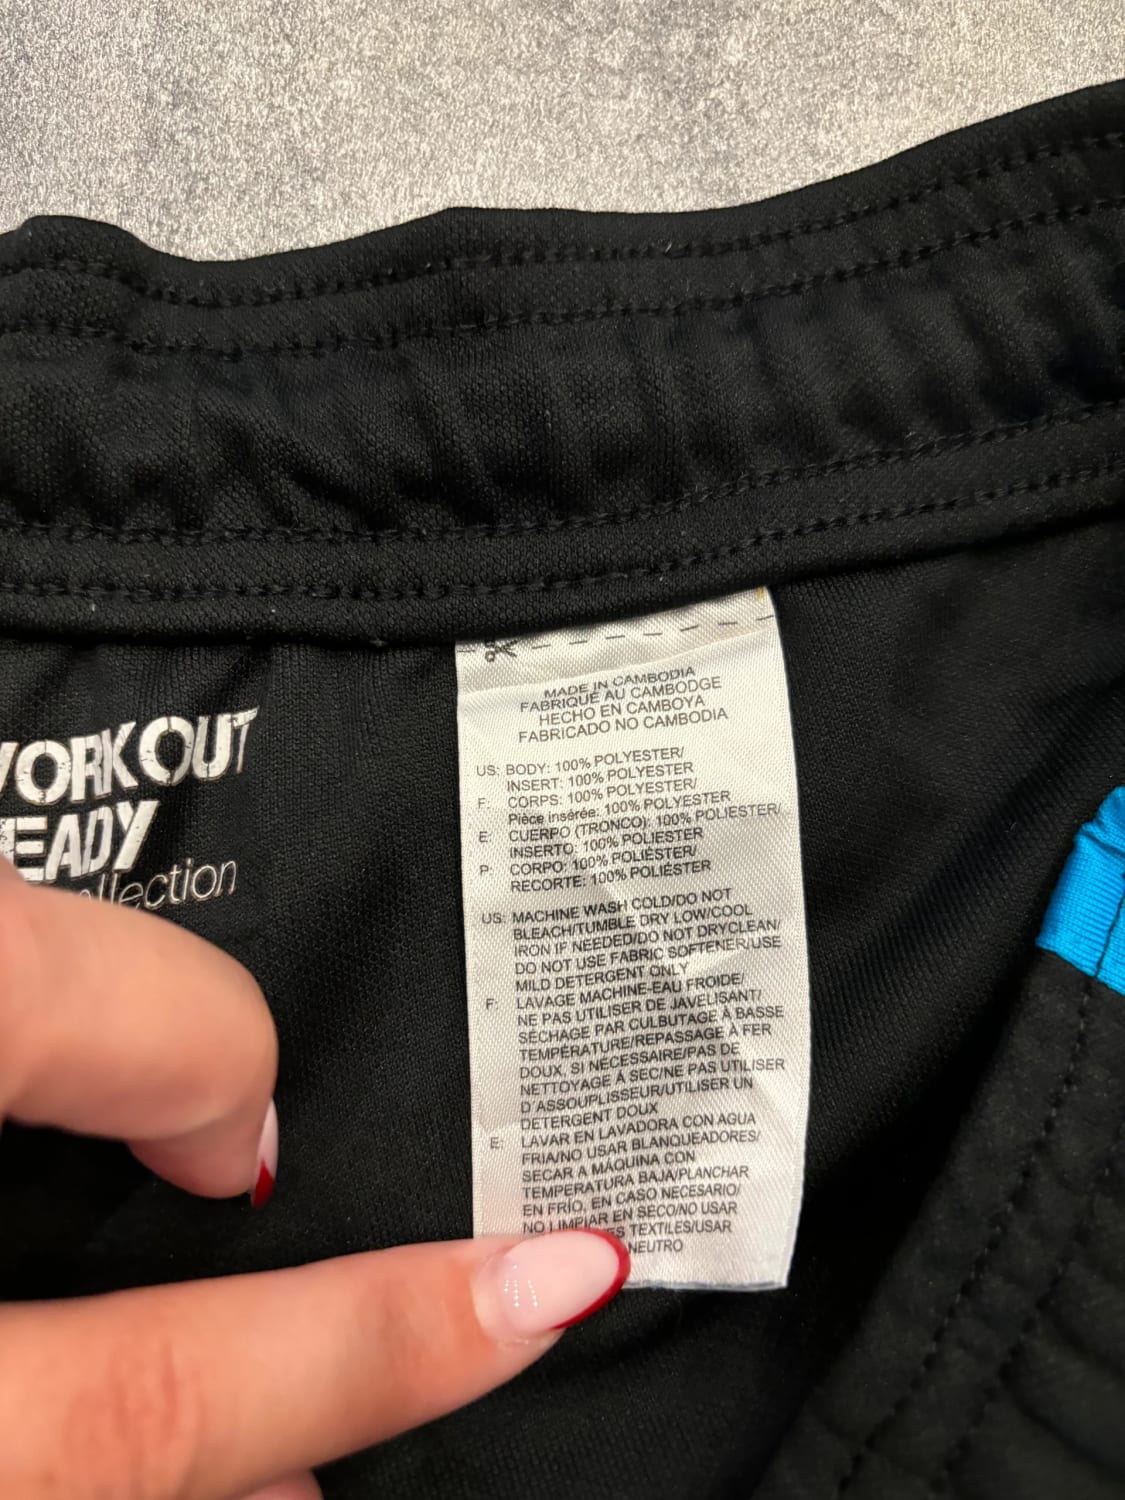 WORKOUT
READY
collection
MADE IN CAMBODIA
FABRIQUÉ AU CAMBODGE
HECHO EN CAMBOYA
FABRICADO NO CAMBODIA
US: BODY: 100% POLYESTER/
INSERT: 100% POLYESTER
F: CORPS: 100% POLYESTER/
Pièce insérée: 100% POLYESTER
E: CUERPO (TRONCO): 100% POLIESTER/
INSERTO: 100% POLIESTER
P: CORPO: 100% POLIÉSTER/
RECORTE: 100% POLIÉSTER
US: MACHINE WASH COLD/DO NOT
BLEACH/TUMBLE DRY LOW/COOL
IRON IF NEEDED/DO NOT DRYCLEAN/
DO NOT USE FABRIC SOFTENER/USE
MILD DETERGENT ONLY
F: LAVAGE MACHINE-EAU FROIDE/
NE PAS UTILISER DE JAVELISANT/
SÉCHAGE PAR CULBUTAGE À BASSE
TEMPÉRATURE/REPASSAGE À FER
DOUX, SI NÉCESSAIRE/PAS DE
NETTOYAGE À SEC/NE PAS UTILISER
D'ASSOUPLISSEUR/UTILISER UN
DÉTERGENT DOUX
E: LAVAR EN LAVADORA CON AGUA
FRIA/NO USAR BLANQUEADORES/
SECAR A MÁQUINA CON
TEMPERATURA BAJA/PLANCHAR
EN FRÍO, EN CASO NECESARIO/
NO LIMPIAR EN SECO/NO USAR
TEXTILES/USAR
NEUTRO